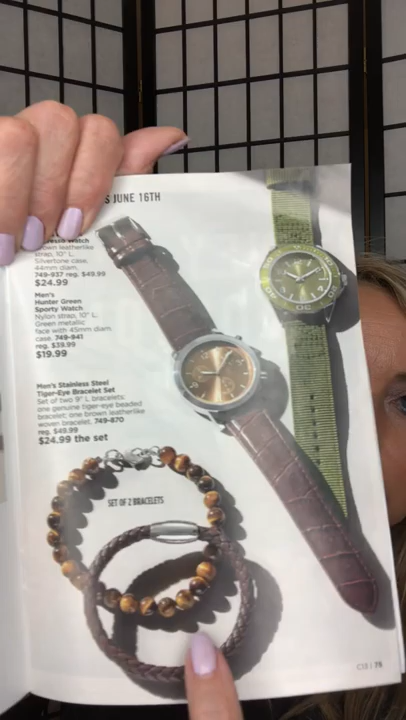 S JUNE 16TH
Watch
leatherlike
strap, 10" L.
Silvertone case,
44mm diam.
749-937 reg. $49.99
$24.99
Men's
Hunter Green
Sporty Watch
Nylon strap, 10" L.
Green metallic
face with 45mm diam.
case. 749-941
reg. $39.99
$19.99
Men's Stainless Steel
Tiger-Eye Bracelet Set
Set of two 9" L bracelets:
one genuine tiger-eye beaded
bracelet; one brown leatherlike
woven bracelet. 749-870
reg. $49.99
$24.99 the set
SET OF 2 BRACELETS
C13 | 75